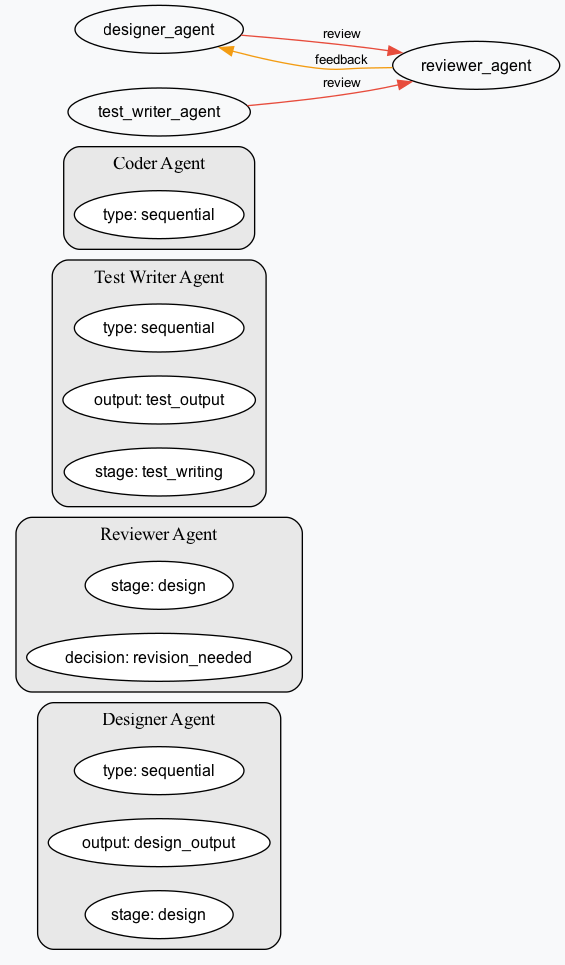 designer_agent
review
feedback
reviewer_agent
review
test_writer_agent
Coder Agent
type: sequential
Test Writer Agent
type: sequential
output: test_output
stage: test_writing
Reviewer Agent
stage: design
decision: revision_needed
Designer Agent
type: sequential
output: design_output
stage: design